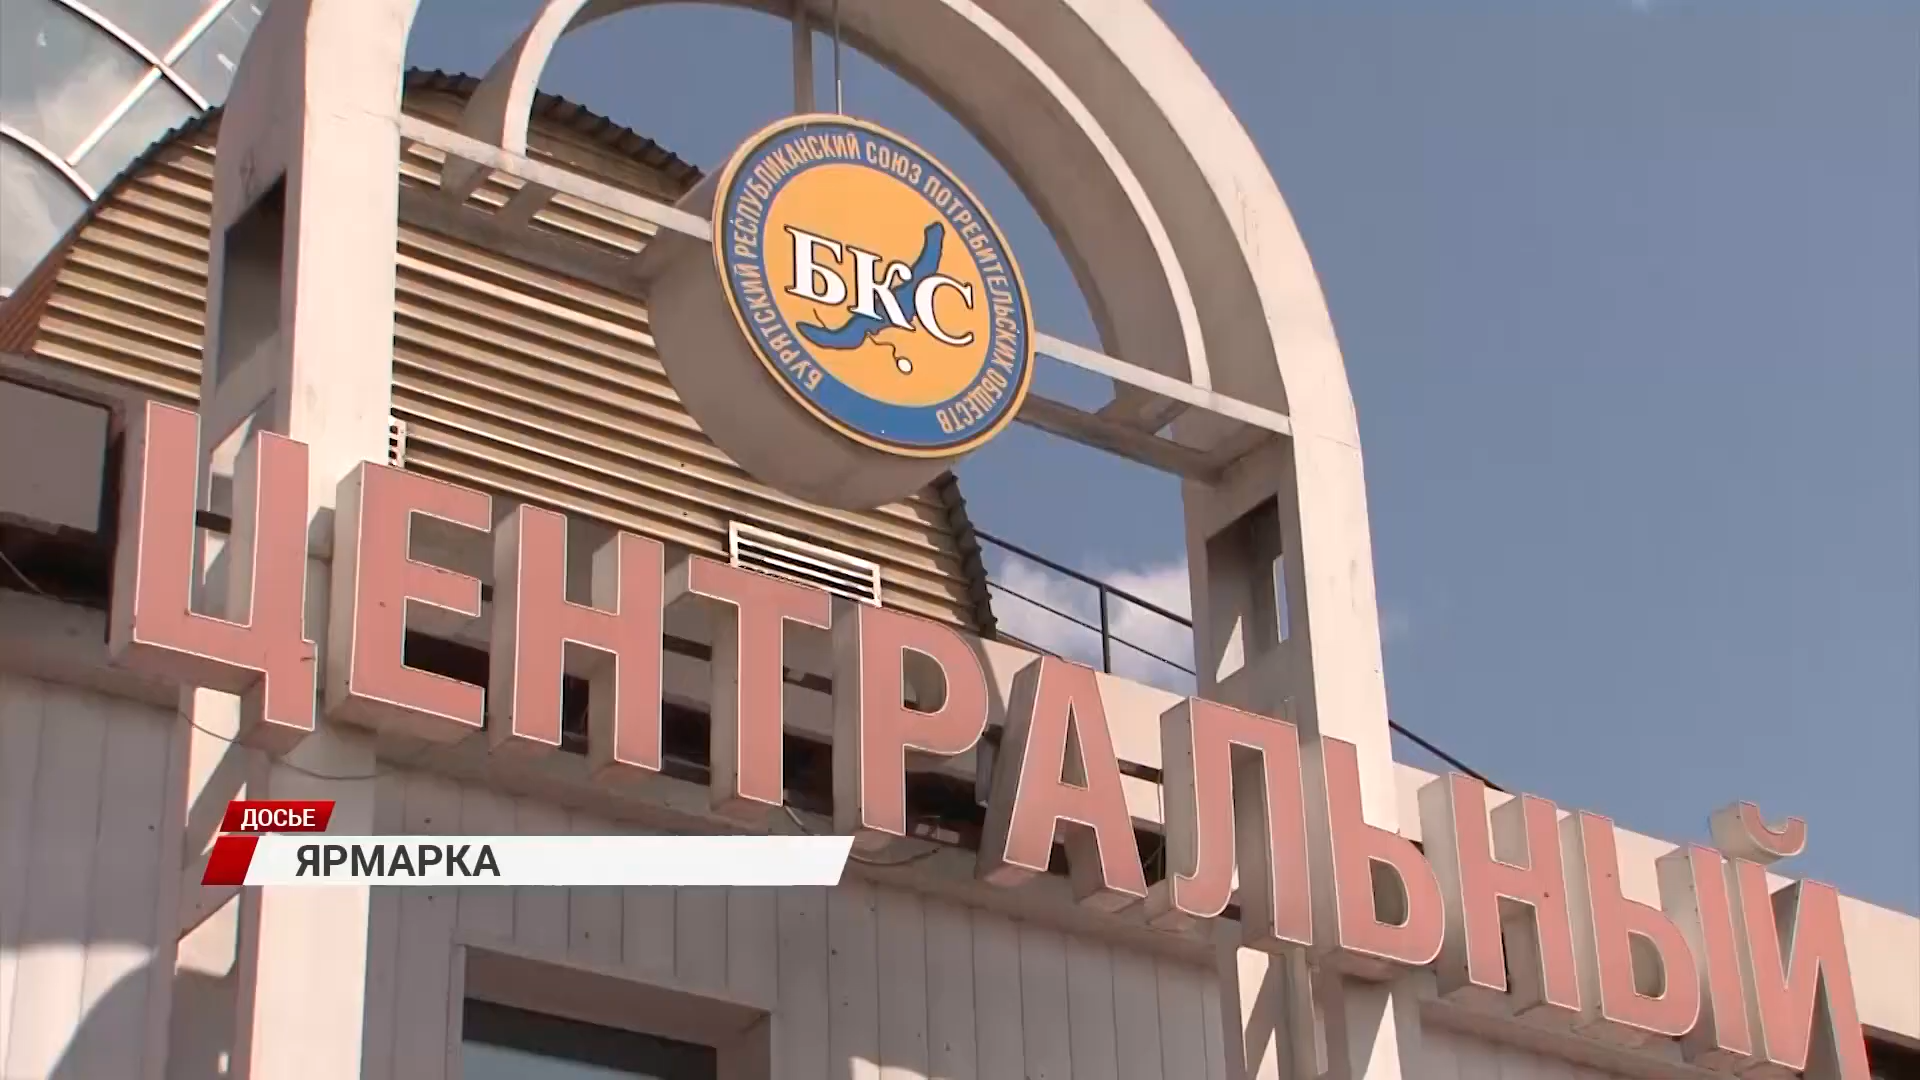 БУРЯТСКИЙ РЕСПУБЛИКАНСКИЙ СОЮЗ ПОТРЕБИТЕЛЬСКИХ ОБЩЕСТВ
БКС
ЦЕНТРАЛЬНЫЙ
ДОСЬЕ
ЯРМАРКА